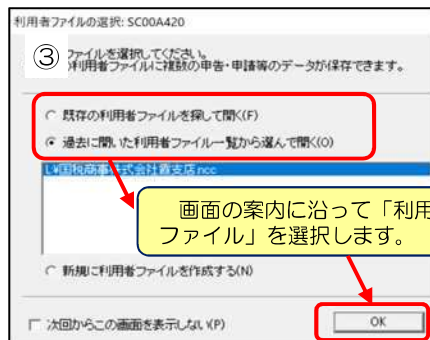 利用者ファイルの選択: SC00A420
③
ファイルを選択してください。
の利用者ファイルに複数の申告・申請等のデータが保存できます。
既存の利用者ファイルを探して開く(F)
過去に開いた利用者ファイル一覧から選んで開く(O)
L:¥国税商事株式会社霞支店.ncc
画面の案内に沿って「利用
ファイル」を選択します。
新規に利用者ファイルを作成する(N)
次回からこの画面を表示しない(P)
OK